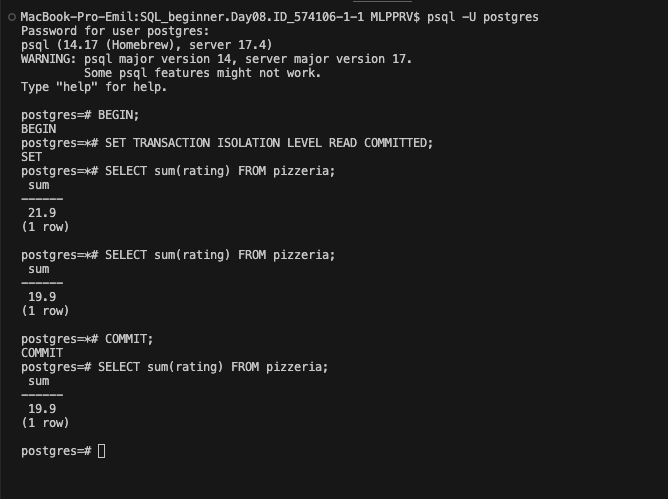 MacBook-Pro-Emil:SQL_beginner.Day08.ID_574106-1-1 MLPPRV$ psql -U postgres
Password for user postgres:
psql (14.17 (Homebrew), server 17.4)
WARNING: psql major version 14, server major version 17.
         Some psql features might not work.
Type "help" for help.

postgres=# BEGIN;
BEGIN
postgres=*# SET TRANSACTION ISOLATION LEVEL READ COMMITTED;
SET
postgres=*# SELECT sum(rating) FROM pizzeria;
 sum
------
 21.9
(1 row)

postgres=*# SELECT sum(rating) FROM pizzeria;
 sum
------
 19.9
(1 row)

postgres=*# COMMIT;
COMMIT
postgres=# SELECT sum(rating) FROM pizzeria;
 sum
------
 19.9
(1 row)

postgres=#